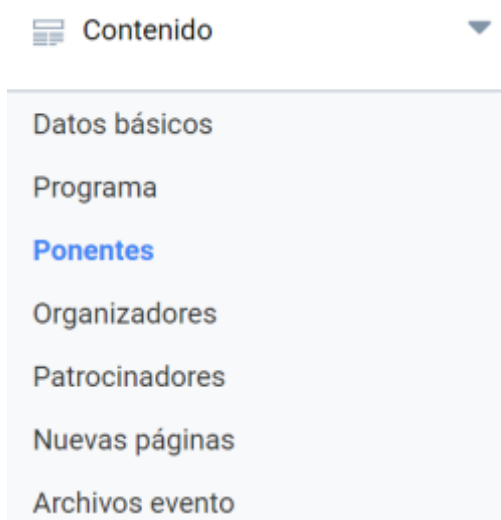 Contenido
Datos básicos
Programa
Ponentes
Organizadores
Patrocinadores
Nuevas páginas
Archivos evento